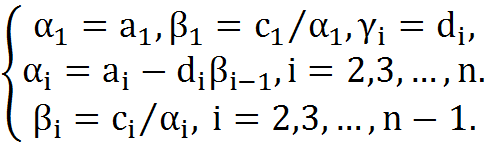 α₁ = a₁, β₁ = c₁/α₁, γᵢ = dᵢ,
αᵢ = aᵢ − dᵢβᵢ₋₁, i = 2,3, …, n.
βᵢ = cᵢ/αᵢ, i = 2,3, …, n − 1.